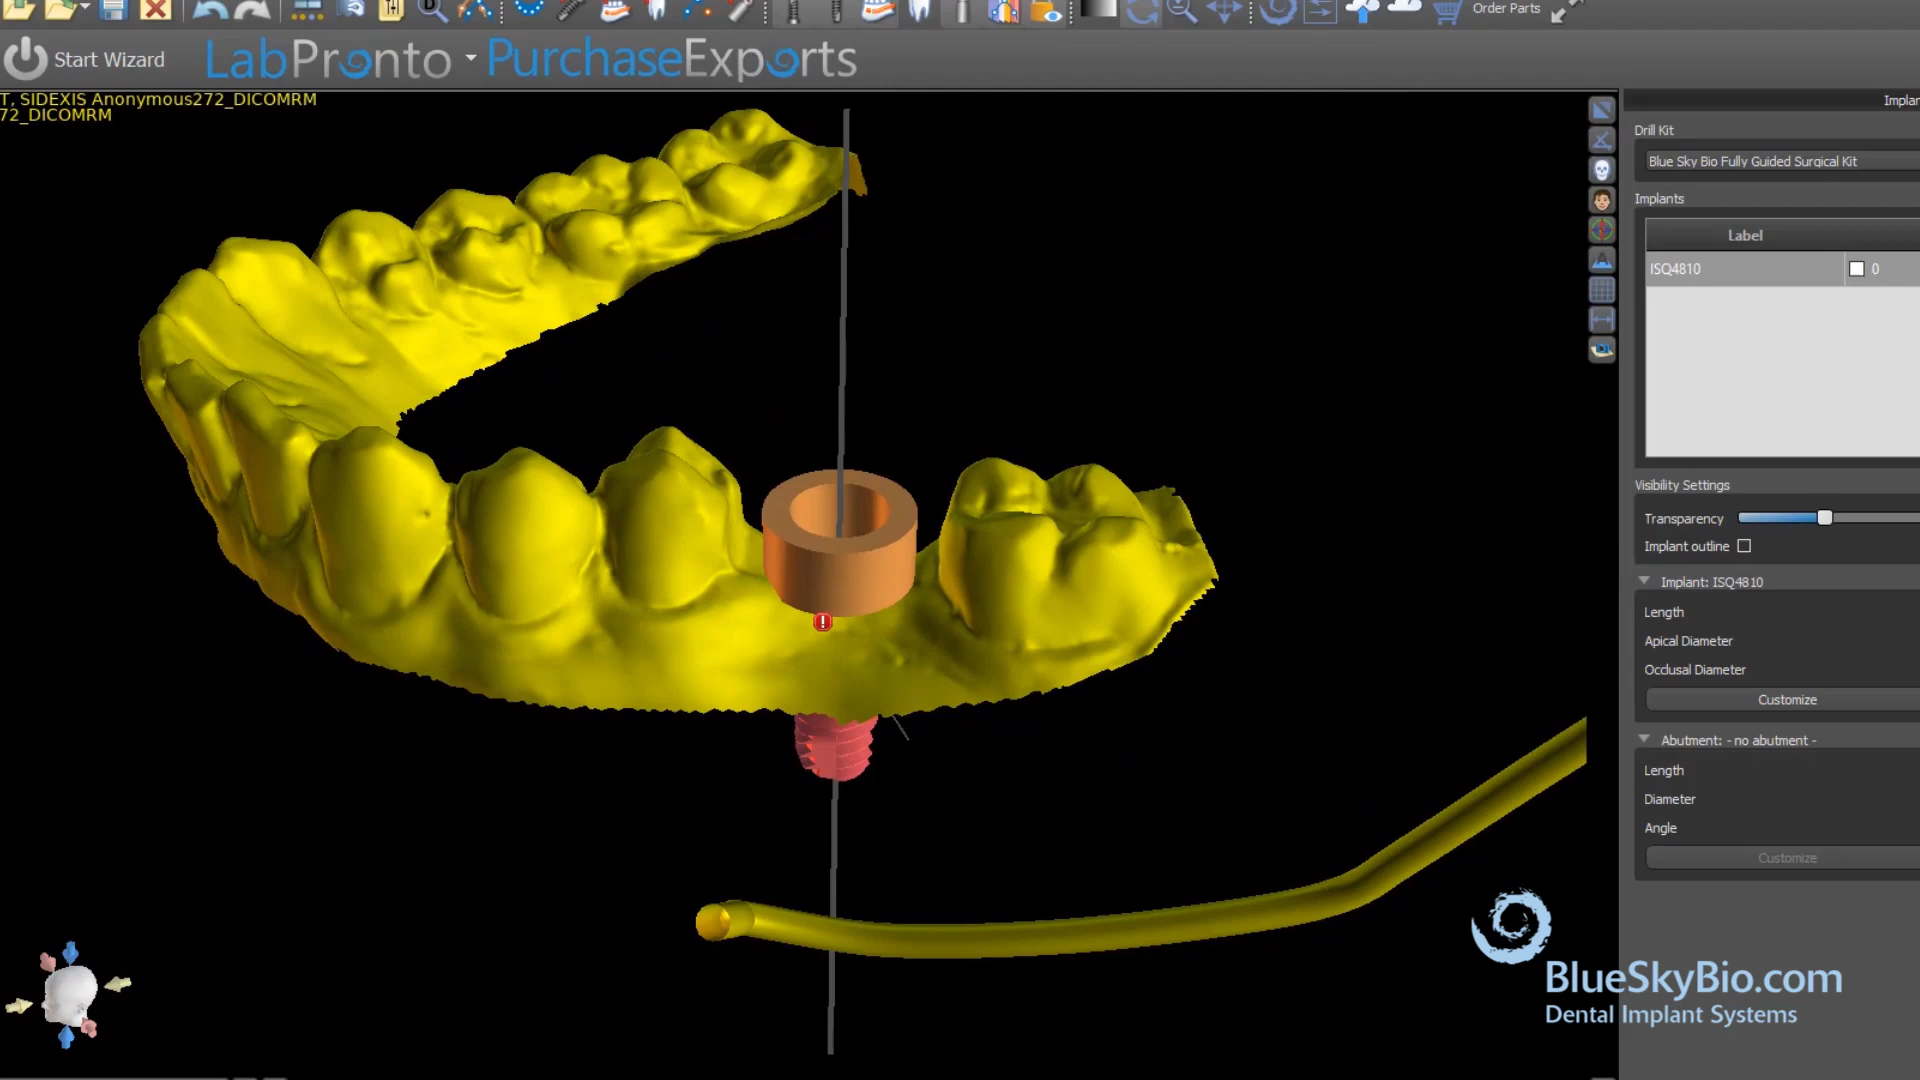 Order Parts
Start Wizard
LabPronto
PurchaseExports
T, SIDEXIS Anonymous272_DICOMRM
72_DICOMRM
Drill Kit
Blue Sky Bio Fully Guided Surgical Kit
Implants
Label
ISQ4810
0
Visibility Settings
Transparency
Implant outline
Implant: ISQ4810
Length
Apical Diameter
Occlusal Diameter
Customize
Abutment: - no abutment -
Length
Diameter
Angle
Customize
BlueSkyBio.com
Dental Implant Systems